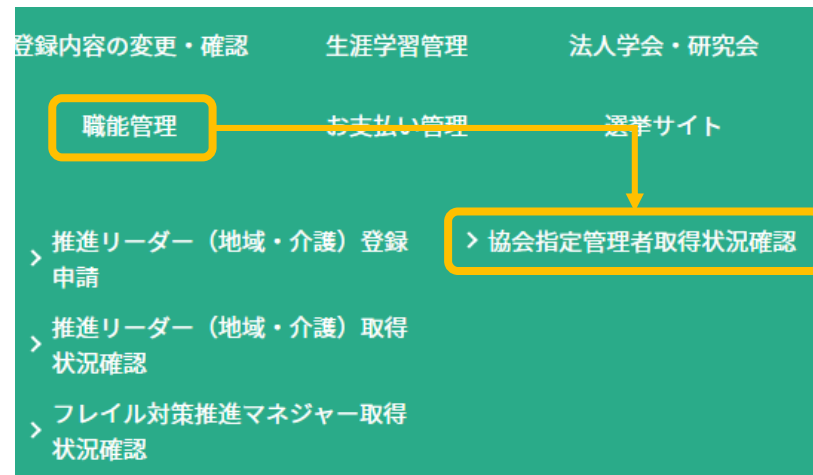 登録内容の変更・確認 生涯学習管理 法人学会・研究会
職能管理 お支払い管理 選挙サイト
推進リーダー（地域・介護）登録
申請
協会指定管理者取得状況確認
推進リーダー（地域・介護）取得
状況確認
フレイル対策推進マネジャー取得
状況確認